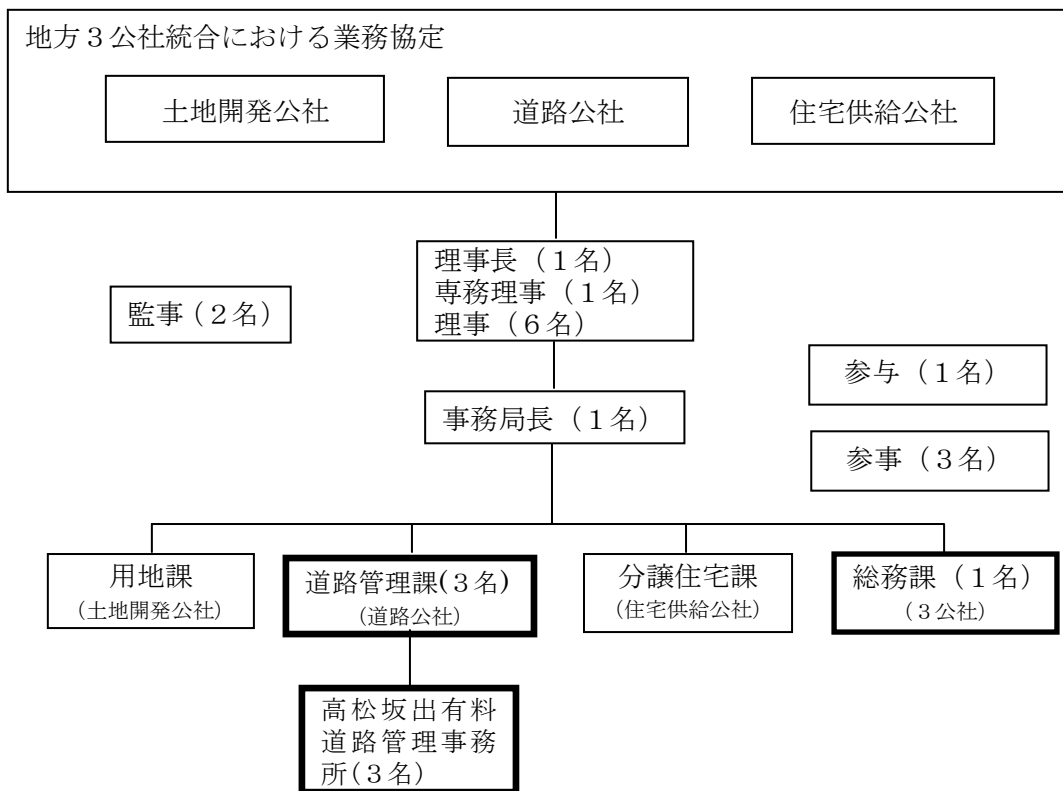 地方３公社統合における業務協定
土地開発公社
道路公社
住宅供給公社
理事長（１名）
専務理事（１名）
理事（６名）
監事（２名）
参与（１名）
事務局長（１名）
参事（３名）
用地課
（土地開発公社）
道路管理課(３名)
（道路公社）
分譲住宅課
（住宅供給公社）
総務課（１名）
（３公社）
高松坂出有料
道路管理事務
所(３名)